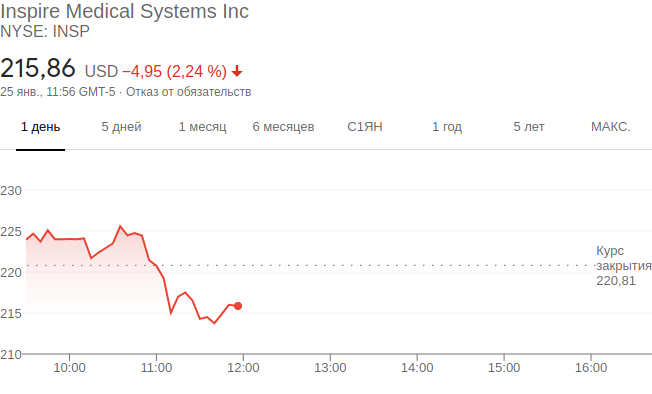 Inspire Medical Systems Inc
NYSE: INSP
215,86 USD −4,95 (2,24 %)
25 янв., 11:56 GMT-5 · Отказ от обязательств
1 день 5 дней 1 месяц 6 месяцев С1ЯН 1 год 5 лет МАКС.
230
225
Курс
закрытия
220,81
220
215
210
10:00 11:00 12:00 13:00 14:00 15:00 16:00